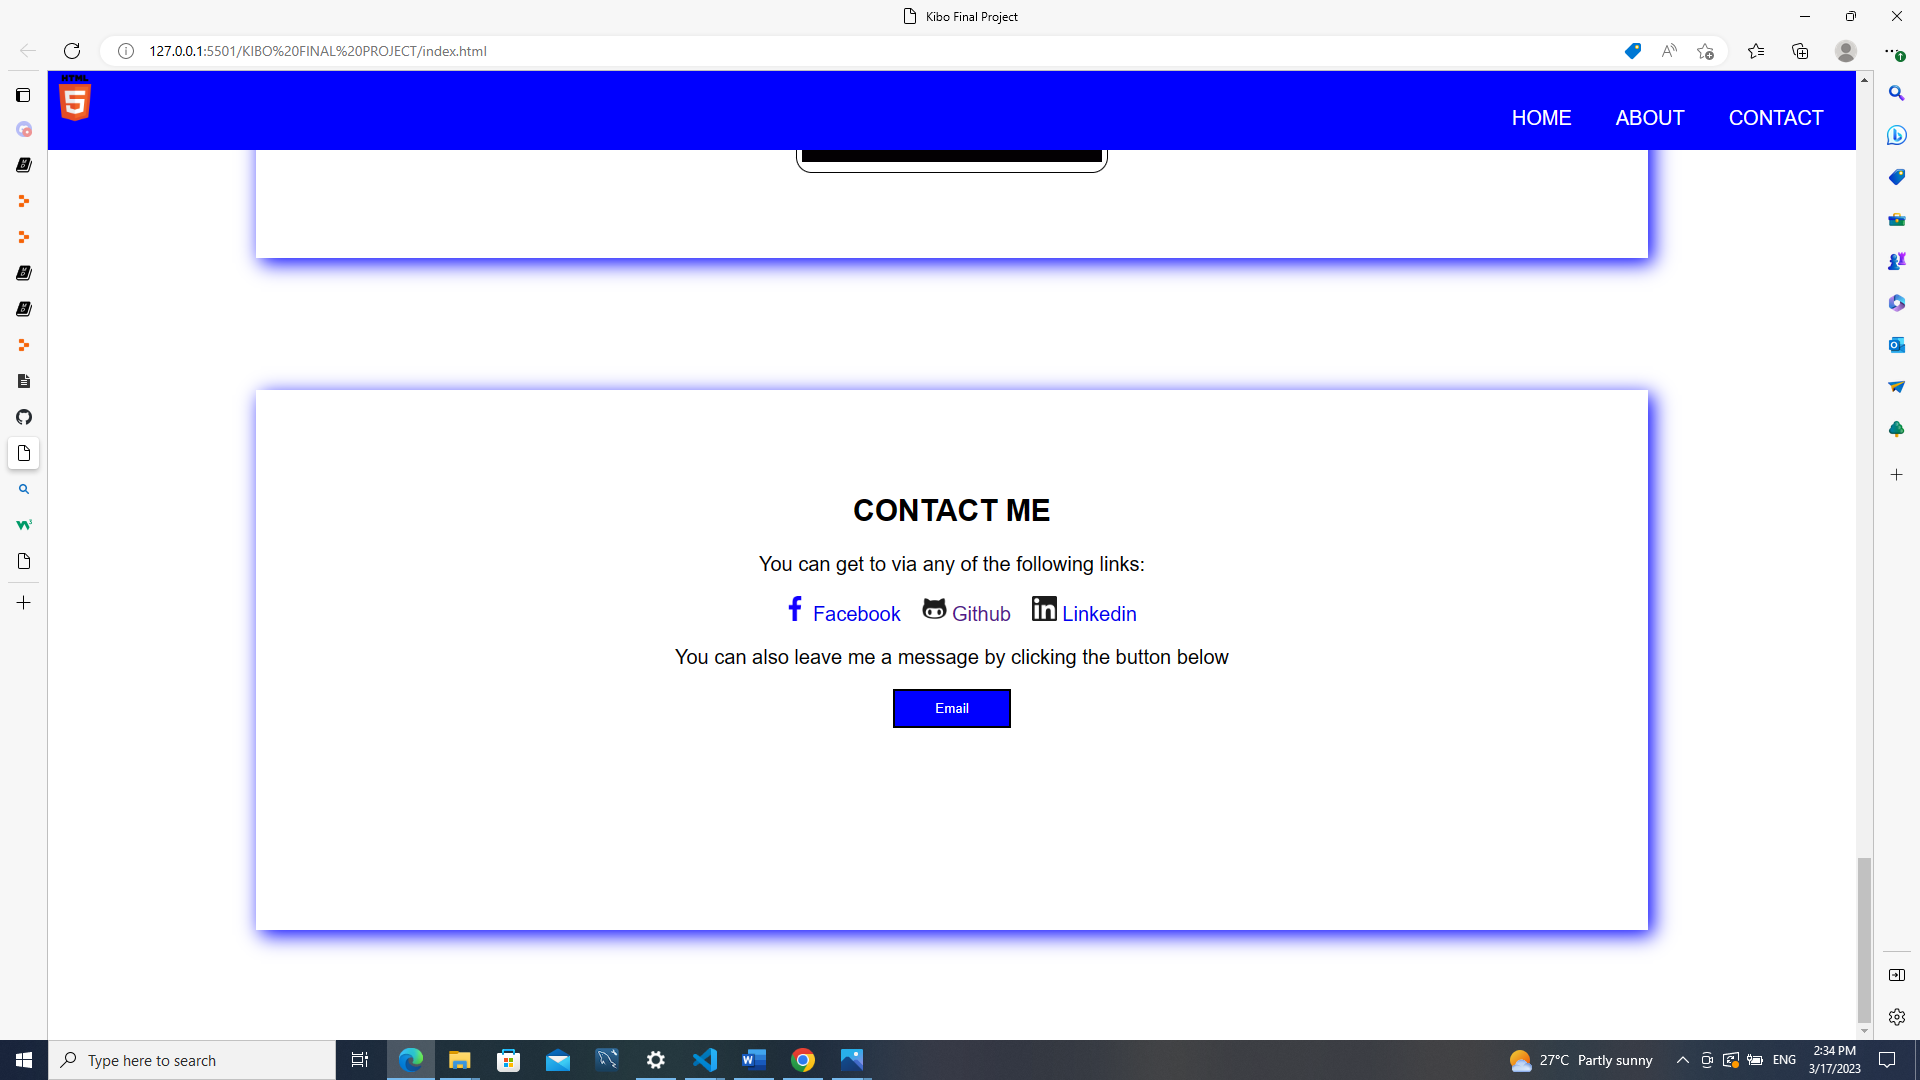 Kibo Final Project
127.0.0.1:5501/KIBO%20FINAL%20PROJECT/index.html
HTML
5
HOME ABOUT CONTACT
CONTACT ME
You can get to via any of the following links:
Facebook Github Linkedin
You can also leave me a message by clicking the button below
Email
Type here to search
27°C Partly sunny
ENG
2:34 PM
3/17/2023